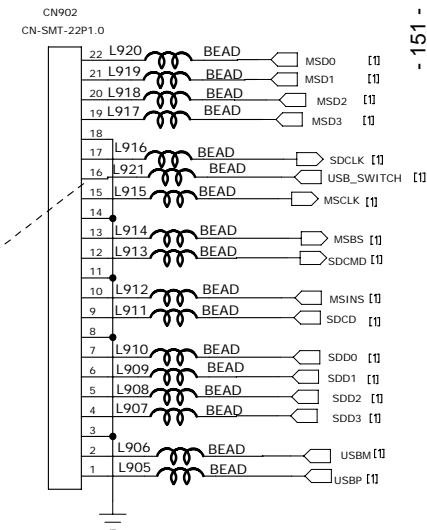 CN902
CN-SMT-22P1.0
- 151 -
22 L920 BEAD MSD0 [1]
21 L919 BEAD MSD1 [1]
20 L918 BEAD MSD2 [1]
19 L917 BEAD MSD3 [1]
18
17 L916 BEAD SDCLK [1]
16 L921 BEAD USB_SWITCH [1]
15 L915 BEAD MSCLK [1]
14
13 L914 BEAD MSBS [1]
12 L913 BEAD SDCMD [1]
11
10 L912 BEAD MSINS [1]
9 L911 BEAD SDCD [1]
8
7 L910 BEAD SDD0 [1]
6 L909 BEAD SDD1 [1]
5 L908 BEAD SDD2 [1]
4 L907 BEAD SDD3 [1]
3
2 L906 BEAD USBM [1]
1 L905 BEAD USBP [1]